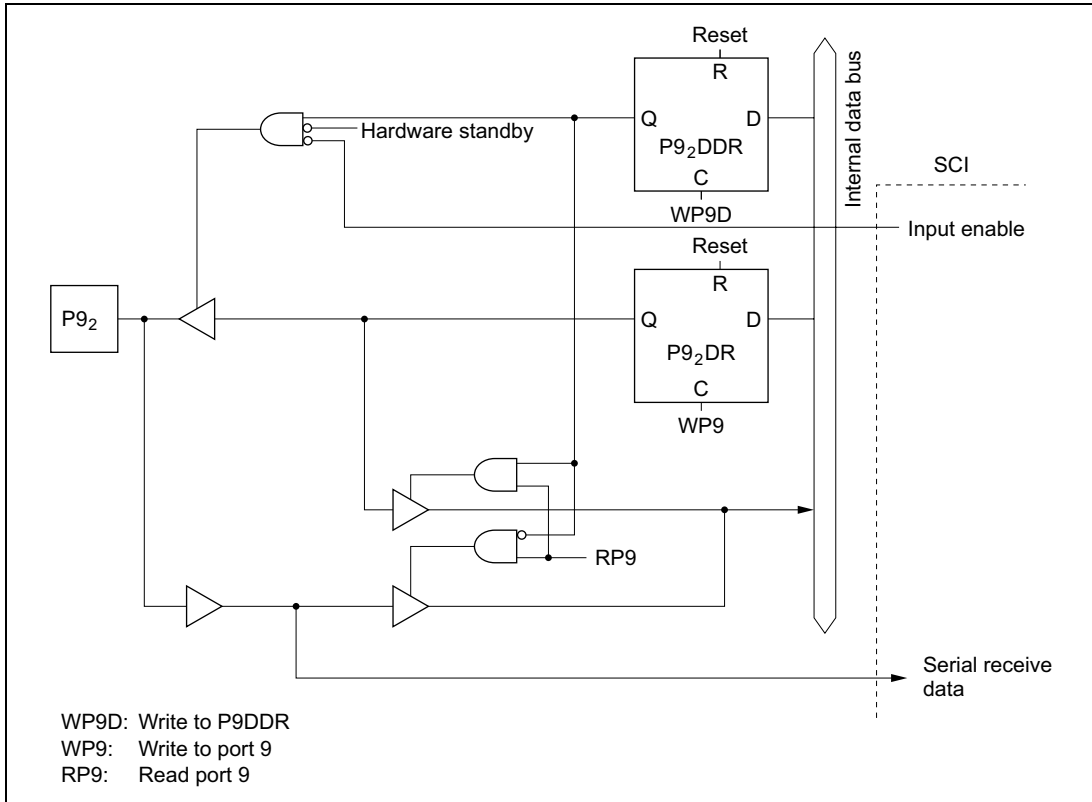 Reset
R
Q D
P9₂DDR
C
WP9D
Hardware standby
Internal data bus
SCI
Input enable
Reset
R
Q D
P9₂DR
C
WP9
P9₂
RP9
Serial receive
data
WP9D: Write to P9DDR
WP9: Write to port 9
RP9: Read port 9